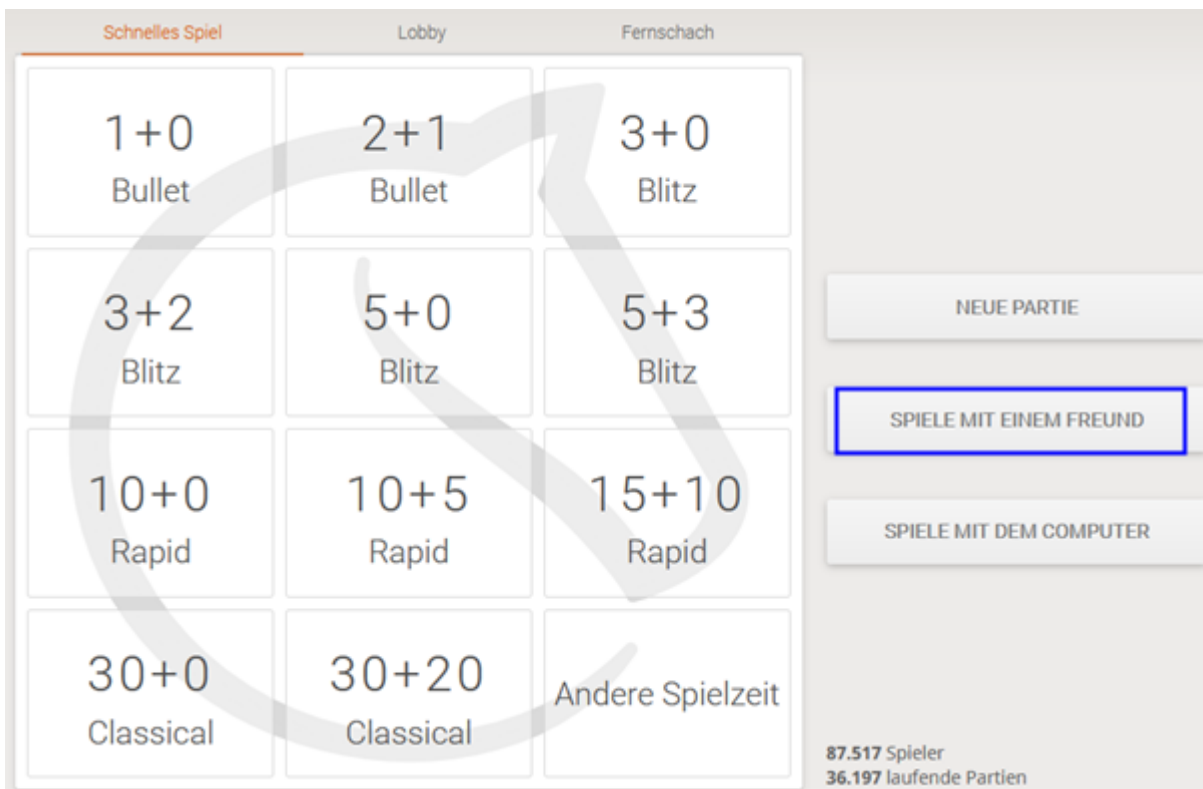 Schnelles Spiel Lobby Fernschach
1+0 2+1 3+0
Bullet Bullet Blitz
3+2 5+0 5+3
Blitz Blitz Blitz
10+0 10+5 15+10
Rapid Rapid Rapid
30+0 30+20 Andere Spielzeit
Classical Classical
NEUE PARTIE
SPIELE MIT EINEM FREUND
SPIELE MIT DEM COMPUTER
87.517 Spieler
36.197 laufende Partien